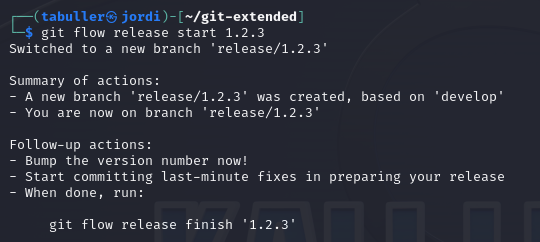 (tabuller㉿jordi)-[~/git-extended]
$ git flow release start 1.2.3
Switched to a new branch 'release/1.2.3'
Summary of actions:
- A new branch 'release/1.2.3' was created, based on 'develop'
- You are now on branch 'release/1.2.3'
Follow-up actions:
- Bump the version number now!
- Start committing last-minute fixes in preparing your release
- When done, run:
git flow release finish '1.2.3'